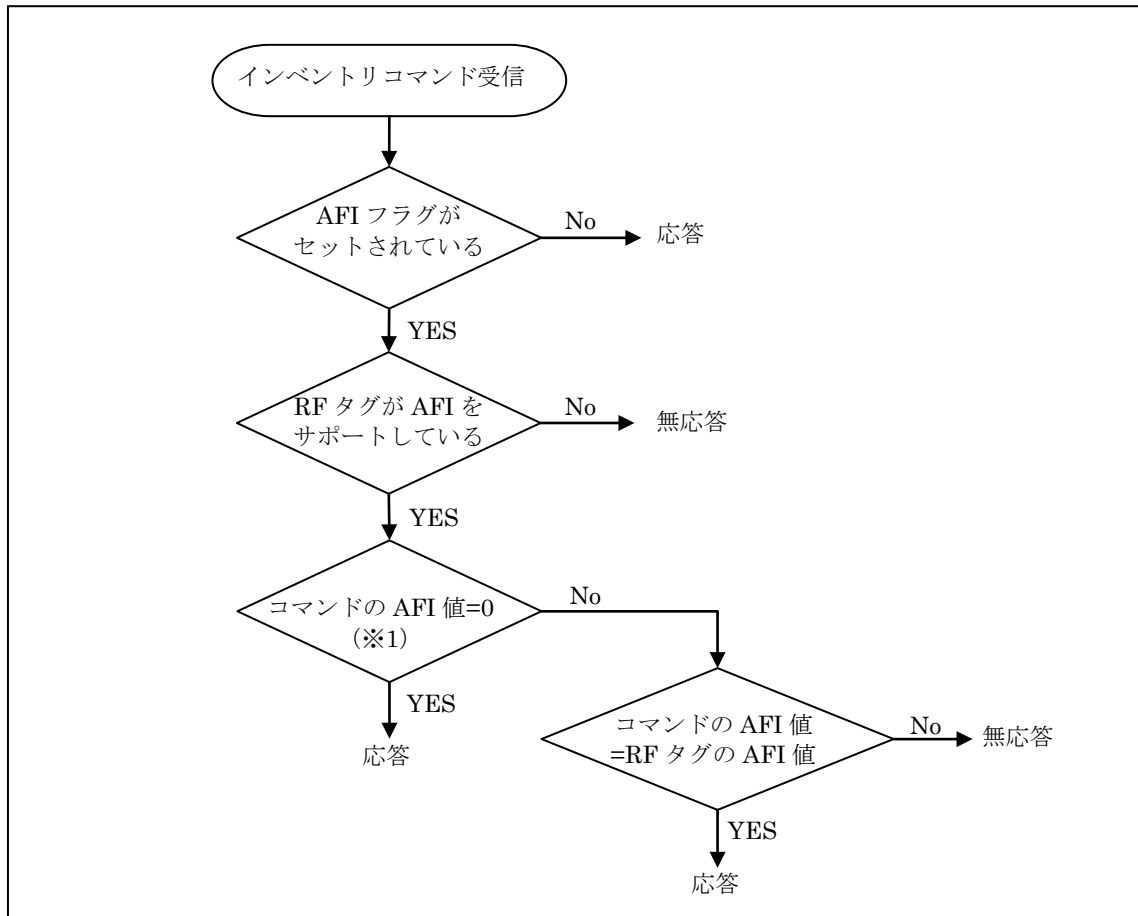 インベントリコマンド受信
AFI フラグが
セットされている
No
応答
YES
RF タグが AFI を
サポートしている
No
無応答
YES
コマンドの AFI 値=0
（※1）
No
YES
応答
コマンドの AFI 値
=RF タグの AFI 値
No
無応答
YES
応答